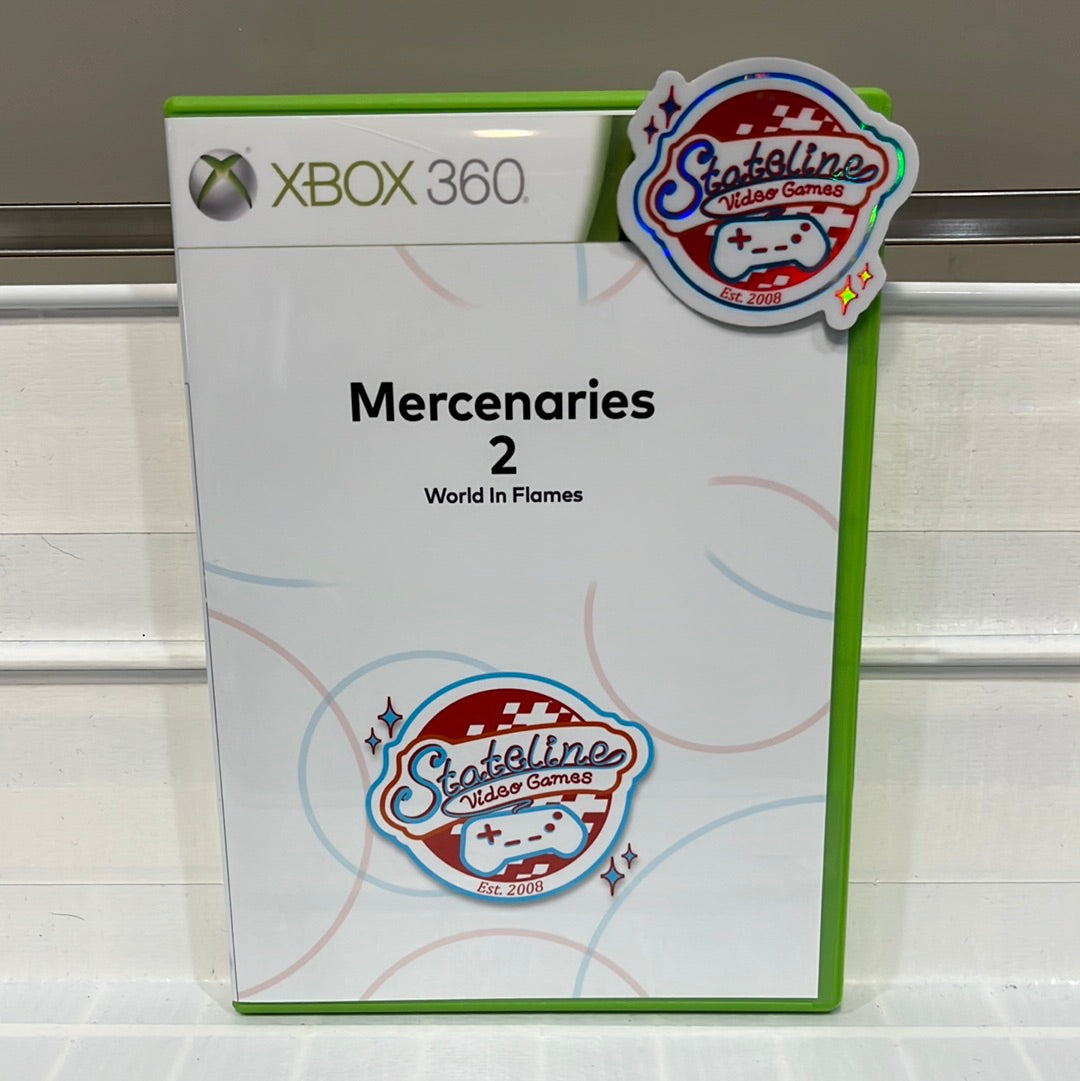 XBOX 360
Stateline
Video Games
Est. 2008
Mercenaries
2
World In Flames
Stateline
Video Games
Est. 2008